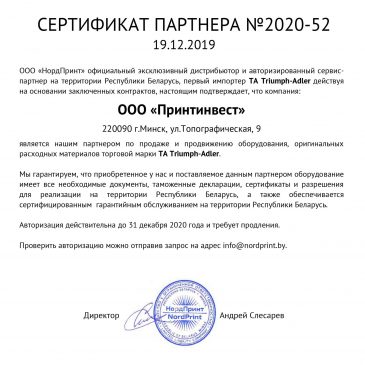 СЕРТИФИКАТ ПАРТНЕРА №2020-52
19.12.2019
ООО «НордПринт» официальный эксклюзивный дистрибьютор и авторизированный сервис-
партнер на территории Республики Беларусь, первый импортер TA Triumph-Adler действуя
на основании заключенных контрактов, настоящим подтверждает, что компания:
ООО «Принтинвест»
220090 г.Минск, ул.Топографическая, 9
является нашим партнером по продаже и продвижению оборудования, оригинальных
расходных материалов торговой марки TA Triumph-Adler.
Мы гарантируем, что приобретенное у нас и поставляемое данным партнером оборудование
имеет все необходимые документы, таможенные декларации, сертификаты и разрешения
для реализации на территории Республики Беларусь, а также обеспечивается
сертифицированным гарантийным обслуживанием на территории Республики Беларусь.
Авторизация действительна до 31 декабря 2020 года и требует продления.
Проверить авторизацию можно отправив запрос на адрес info@nordprint.by.
НордПринт
NordPrint
Директор
Андрей Слесарев